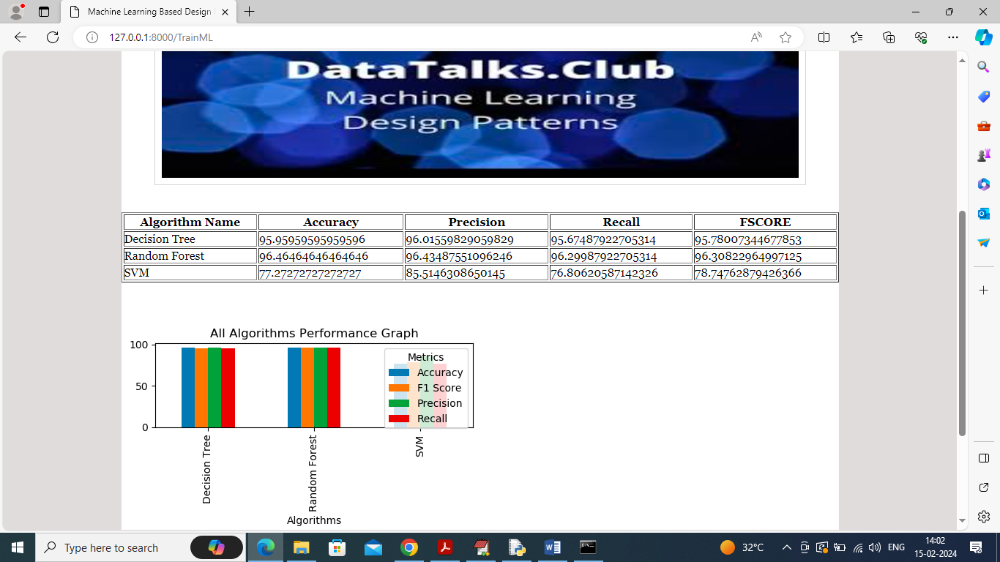 Machine Learning Based Design
127.0.0.1:8000/TrainML
DataTalks.Club
Machine Learning
Design Patterns
Algorithm Name Accuracy Precision Recall FSCORE
Decision Tree 95.95959595959596 96.01559829059829 95.67487922705314 95.78007344677853
Random Forest 96.46464646464646 96.43487551096246 96.29987922705314 96.30822964997125
SVM 77.27272727272727 85.5146308650145 76.80620587142326 78.74762879426366
All Algorithms Performance Graph
100
50
0
Metrics
Accuracy
F1 Score
Precision
Recall
Decision Tree
Random Forest
SVM
Algorithms
Type here to search
32°C
ENG
14:02
15-02-2024